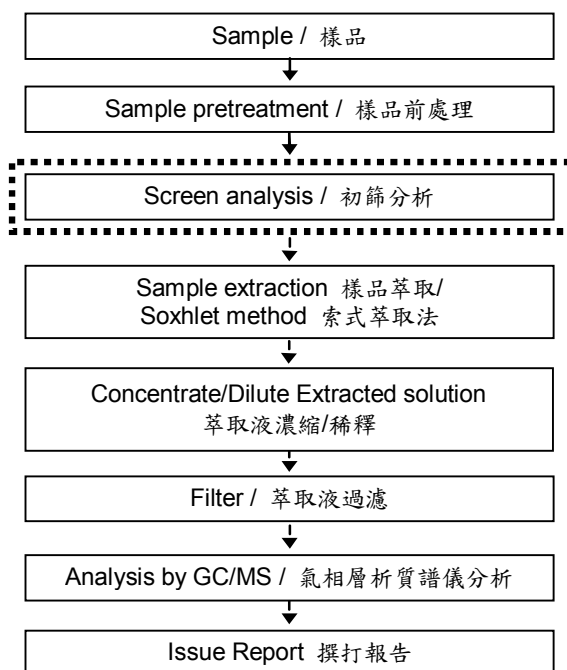 Sample / 樣品
Sample pretreatment / 樣品前處理
Screen analysis / 初篩分析
Sample extraction 樣品萃取/
Soxhlet method 索式萃取法
Concentrate/Dilute Extracted solution
萃取液濃縮/稀釋
Filter / 萃取液過濾
Analysis by GC/MS / 氣相層析質譜儀分析
Issue Report 撰打報告